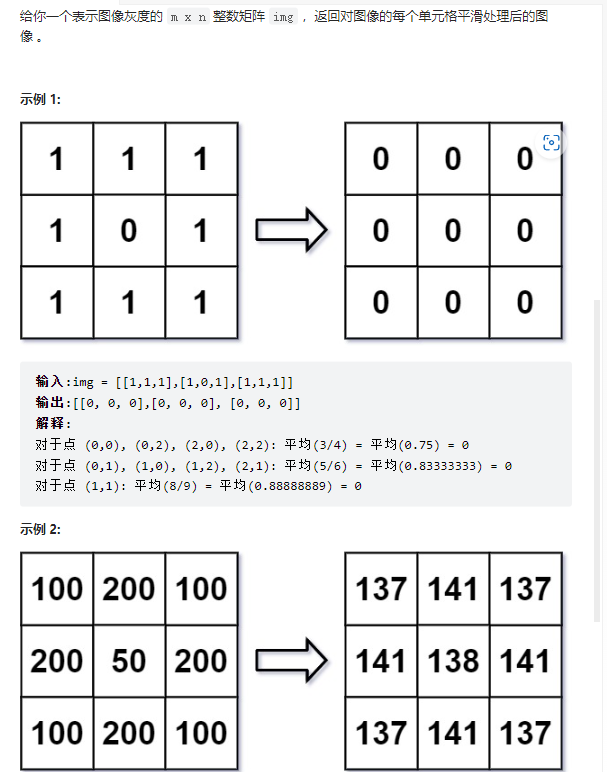 给你一个表示图像灰度的 m x n 整数矩阵 img ，返回对图像的每个单元格平滑处理后的图
像 。
示例 1:
1 1 1 0 0 0
1 0 1 0 0 0
1 1 1 0 0 0
输入:img = [[1,1,1],[1,0,1],[1,1,1]]
输出:[[0, 0, 0],[0, 0, 0], [0, 0, 0]]
解释:
对于点 (0,0), (0,2), (2,0), (2,2): 平均(3/4) = 平均(0.75) = 0
对于点 (0,1), (1,0), (1,2), (2,1): 平均(5/6) = 平均(0.83333333) = 0
对于点 (1,1): 平均(8/9) = 平均(0.88888889) = 0
示例 2:
100 200 100 137 141 137
200 50 200 141 138 141
100 200 100 137 141 137